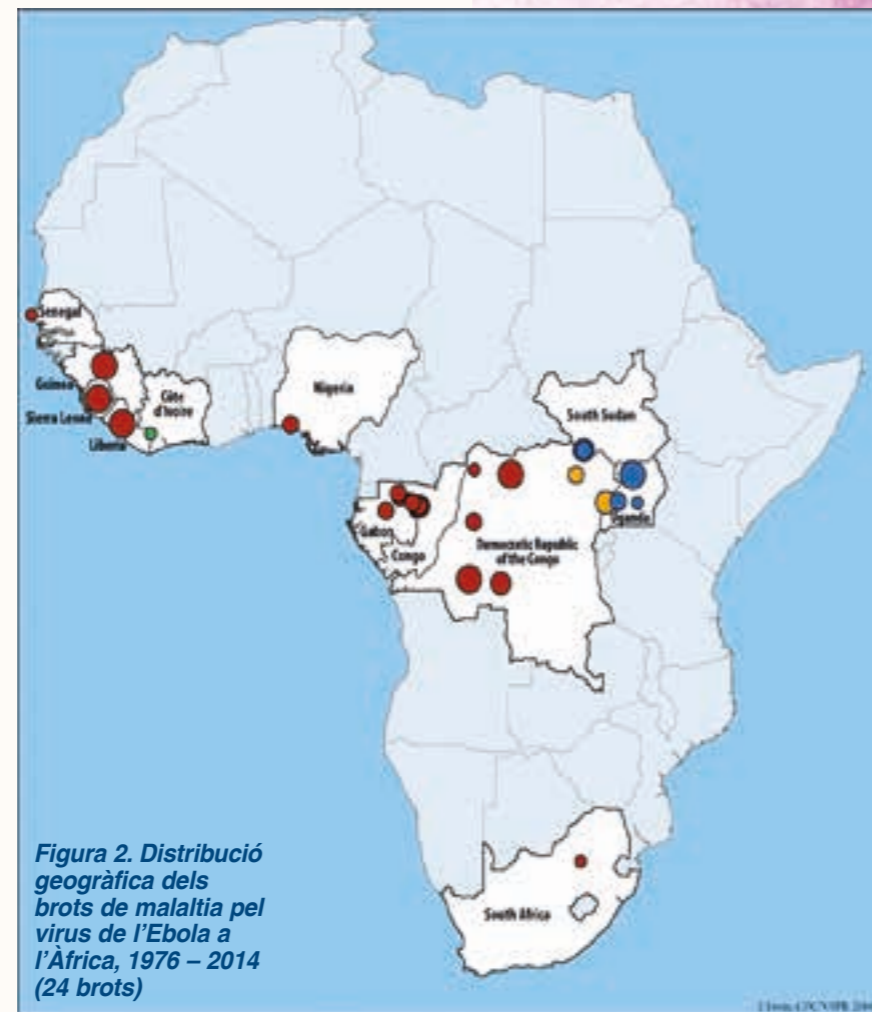 Senegal
Guinea
Côte
d'Ivoire
Sierra Leone
Liberia
Nigeria
South Sudan
Uganda
Gabon
Congo
Democratic Republic
of the Congo
South Africa
Figura 2. Distribució
geogràfica dels
brots de malaltia pel
virus de l'Ebola a
l'Àfrica, 1976 – 2014
(24 brots)